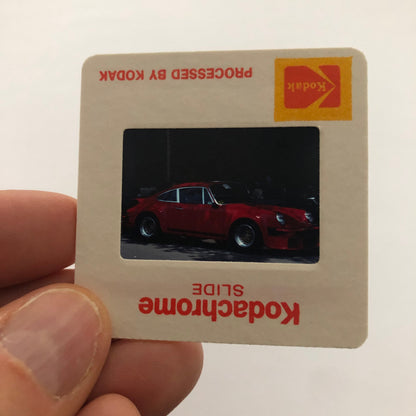 Kodachrome
SLIDE
Kodak
PROCESSED BY KODAK